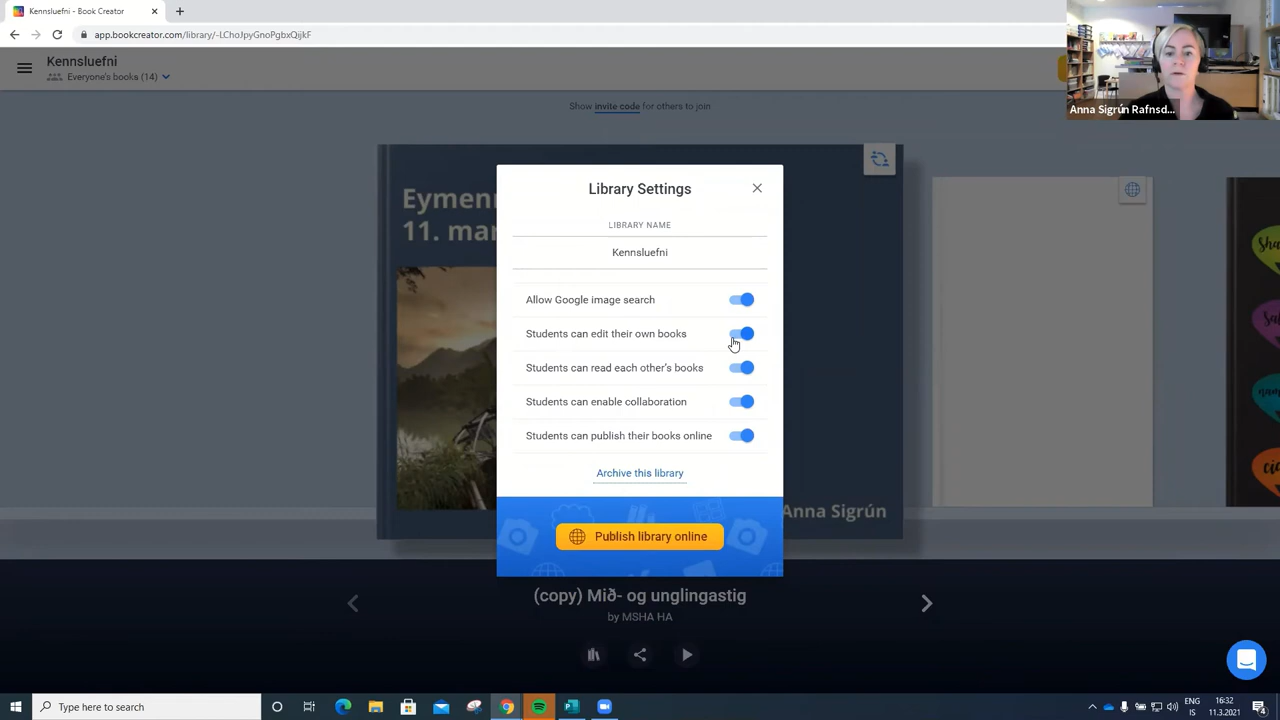 Kennsluefni - Book Creator
app.bookcreator.com/library/-LChoJpyGnoPgbxQijkF
Kennsluefni
Everyone's books (14)
Show invite code for others to join
Anna Sigrún Rafnsd...
Eymenn
11. mar
Library Settings
LIBRARY NAME
Kennsluefni
Allow Google image search
Students can edit their own books
Students can read each other's books
Students can enable collaboration
Students can publish their books online
Archive this library
Publish library online
Anna Sigrún
(copy) Mið- og unglingastig
by MSHA HA
Type here to search
ENG
IS
16:32
11.3.2021